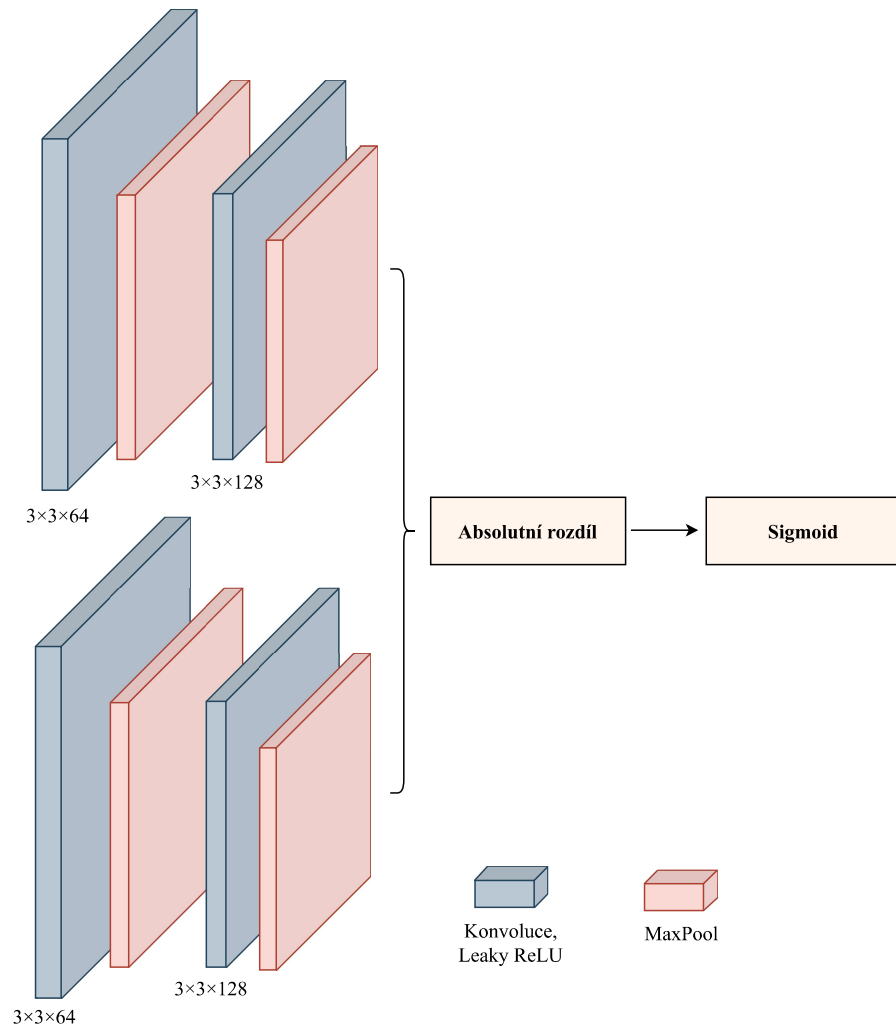 3×3×64
3×3×128
Absolutní rozdíl
Sigmoid
3×3×64
3×3×128
Konvoluce,
Leaky ReLU
MaxPool